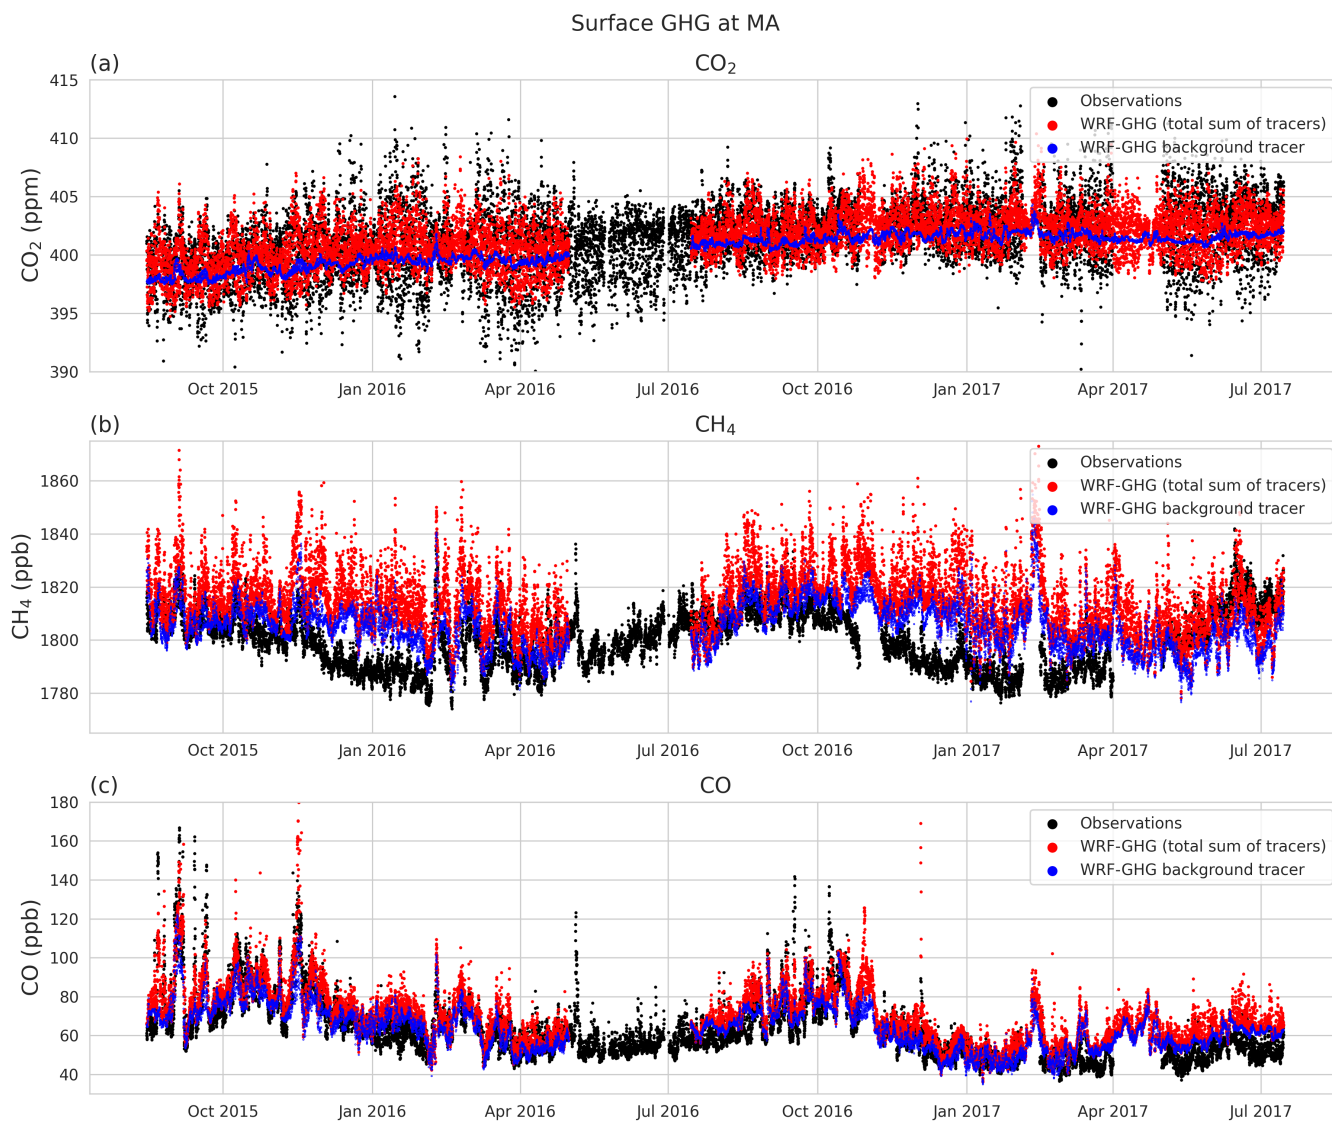 Surface GHG at MA
(a) CO₂
CO₂ (ppm)
415
410
405
400
395
390
Observations
WRF-GHG (total sum of tracers)
WRF-GHG background tracer
Oct 2015 Jan 2016 Apr 2016 Jul 2016 Oct 2016 Jan 2017 Apr 2017 Jul 2017
(b) CH₄
CH₄ (ppb)
1860
1840
1820
1800
1780
Observations
WRF-GHG (total sum of tracers)
WRF-GHG background tracer
Oct 2015 Jan 2016 Apr 2016 Jul 2016 Oct 2016 Jan 2017 Apr 2017 Jul 2017
(c) CO
CO (ppb)
180
160
140
120
100
80
60
40
Observations
WRF-GHG (total sum of tracers)
WRF-GHG background tracer
Oct 2015 Jan 2016 Apr 2016 Jul 2016 Oct 2016 Jan 2017 Apr 2017 Jul 2017